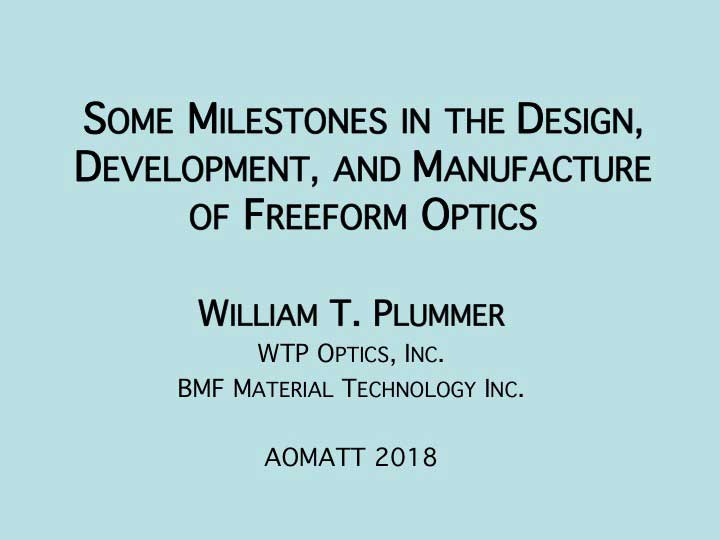 Some Milestones in the Design,
Development, and Manufacture
of Freeform Optics
William T. Plummer
WTP Optics, Inc.
BMF Material Technology Inc.
AOMATT 2018